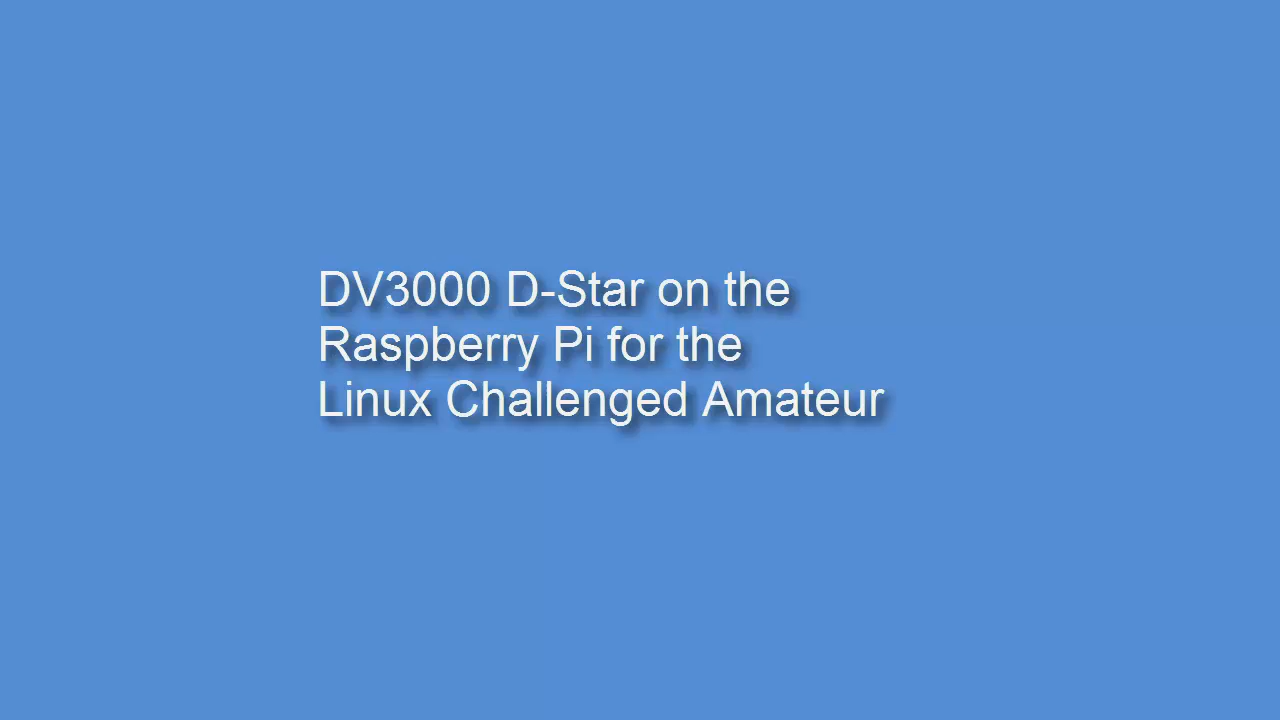 DV3000 D-Star on the
Raspberry Pi for the
Linux Challenged Amateur